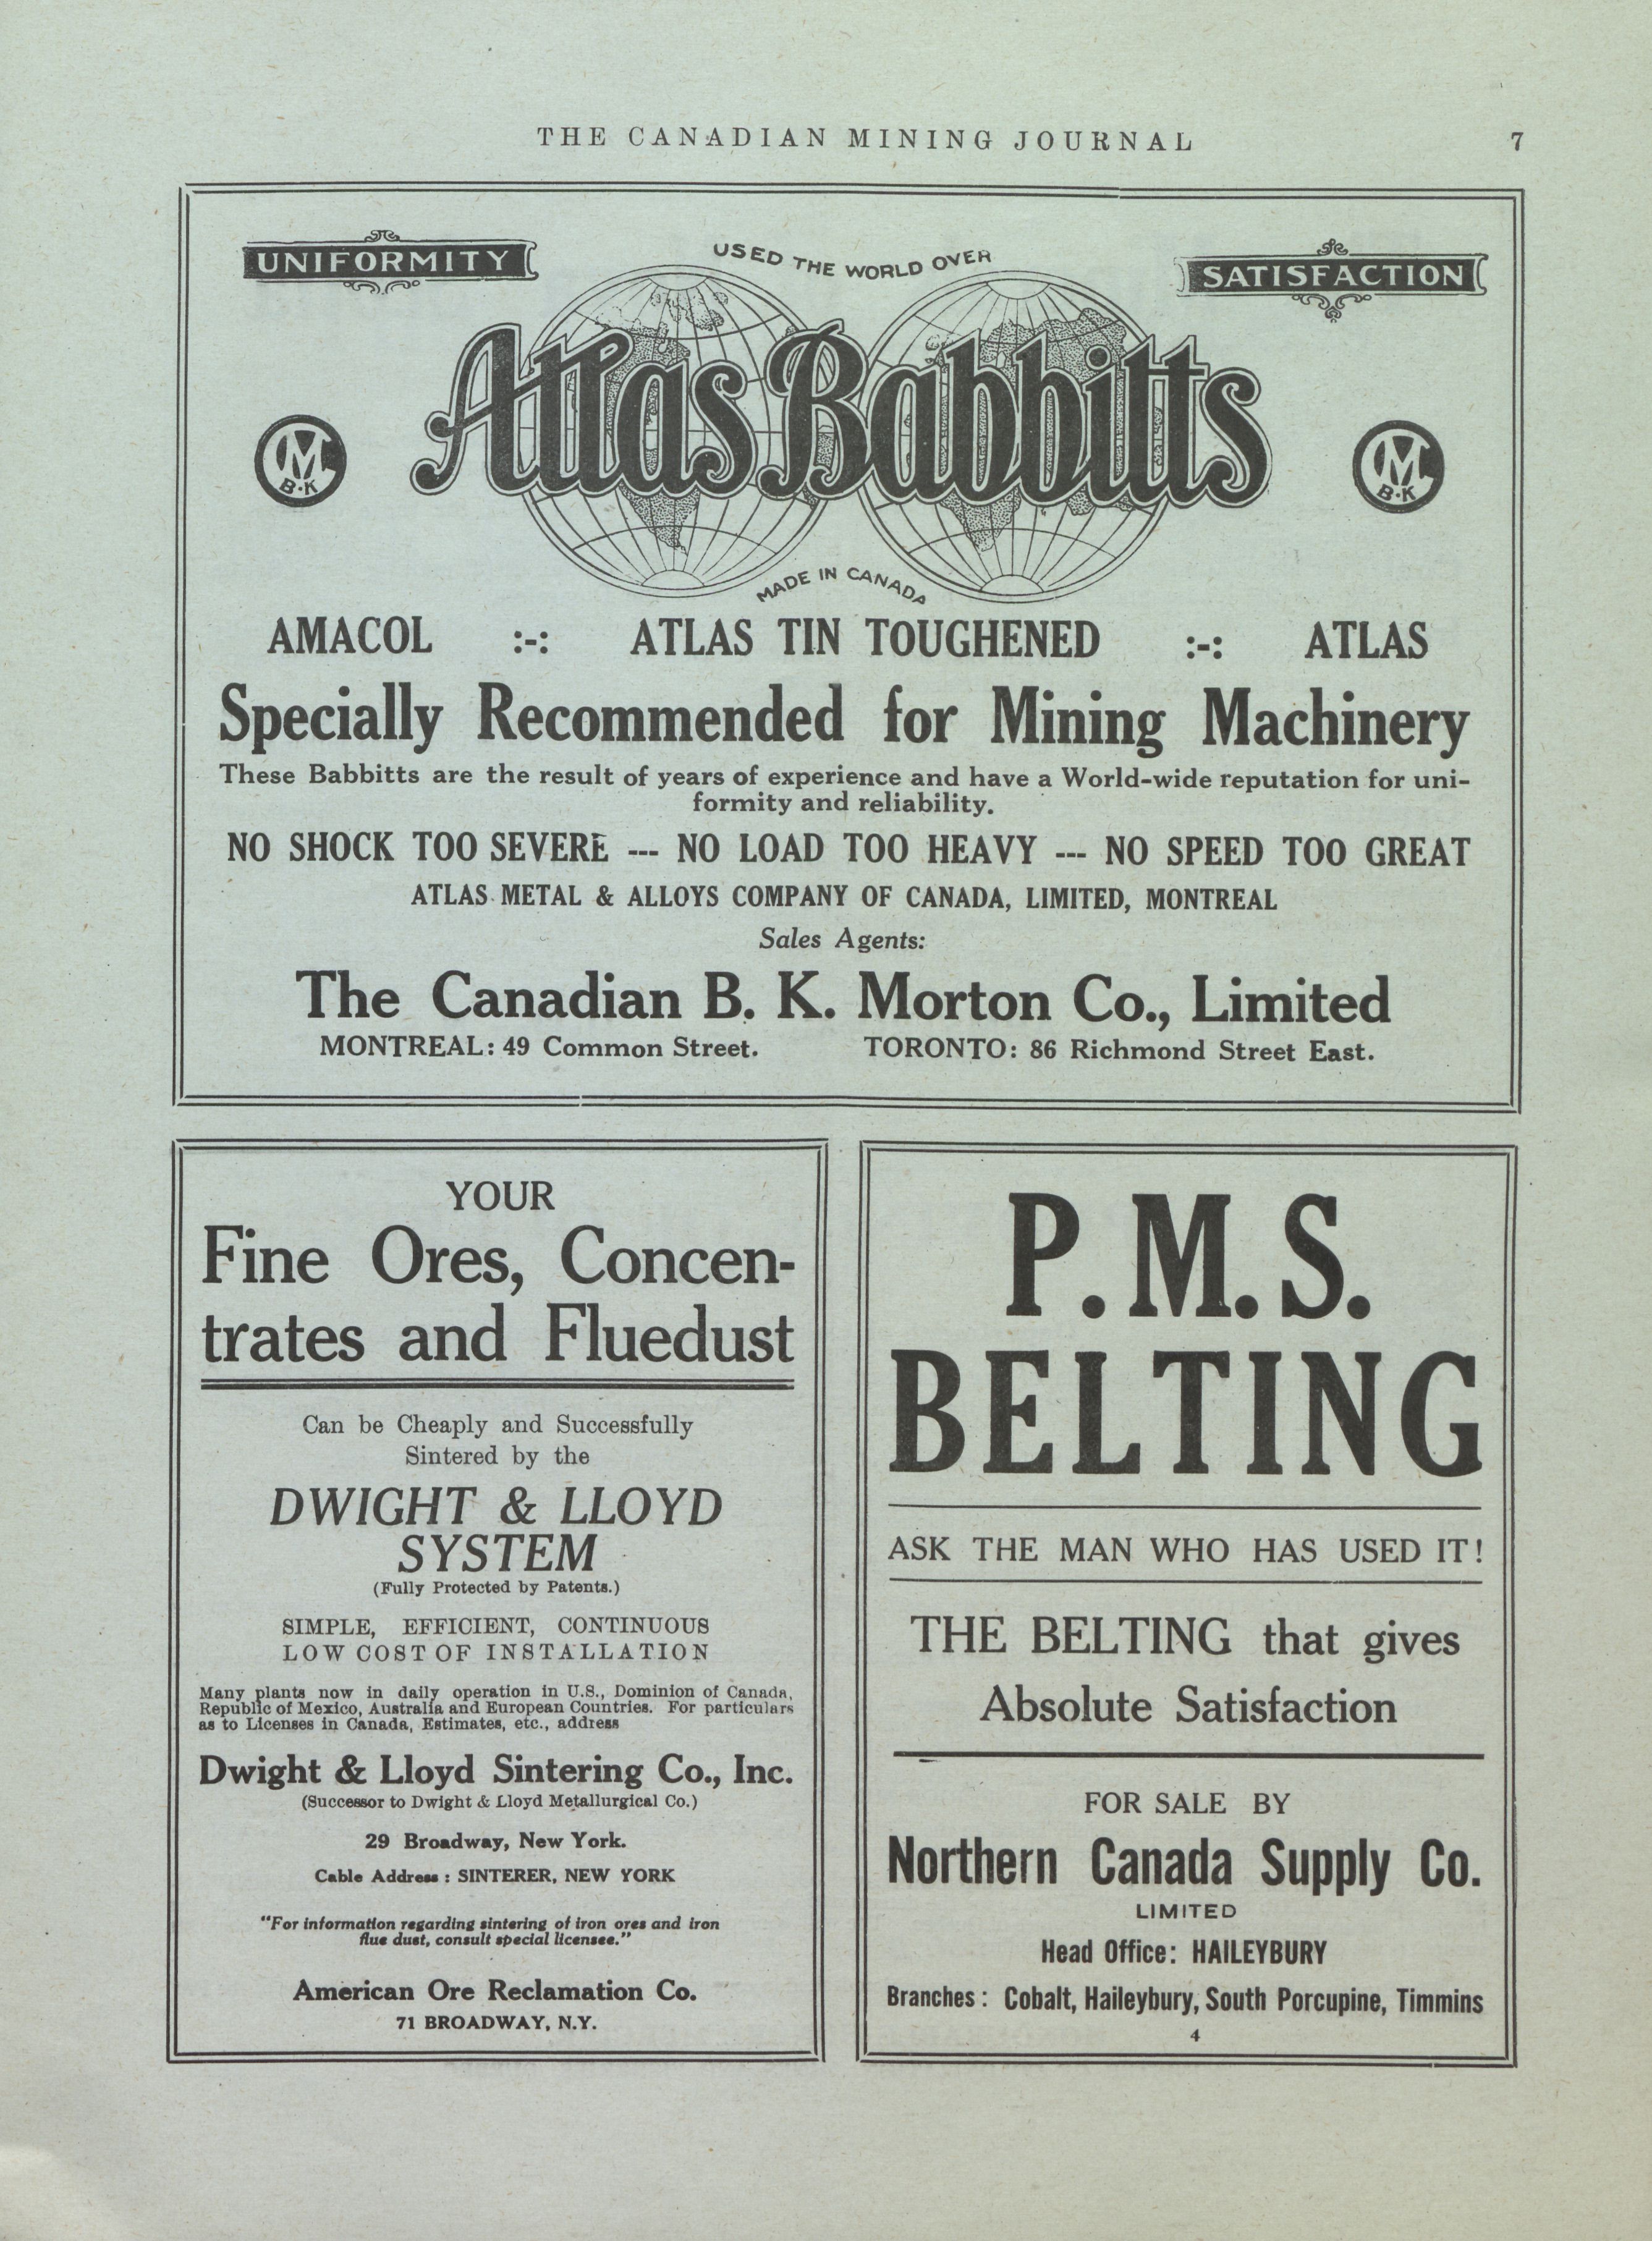 THE CANADIAN MINING JOURNAL 7
UNIFORMITY
USED THE WORLD OVER
SATISFACTION
Atlas Babbitts
MC
B·K
MC
B·K
MADE IN CANADA
AMACOL :-: ATLAS TIN TOUGHENED :-: ATLAS
Specially Recommended for Mining Machinery
These Babbitts are the result of years of experience and have a World-wide reputation for uni-
formity and reliability.
NO SHOCK TOO SEVERE --- NO LOAD TOO HEAVY --- NO SPEED TOO GREAT
ATLAS METAL & ALLOYS COMPANY OF CANADA, LIMITED, MONTREAL
Sales Agents:
The Canadian B. K. Morton Co., Limited
MONTREAL: 49 Common Street. TORONTO: 86 Richmond Street East.
YOUR
Fine Ores, Concen-
trates and Fluedust
Can be Cheaply and Successfully
Sintered by the
DWIGHT & LLOYD
SYSTEM
(Fully Protected by Patents.)
SIMPLE, EFFICIENT, CONTINUOUS
LOW COST OF INSTALLATION
Many plants now in daily operation in U.S., Dominion of Canada,
Republic of Mexico, Australia and European Countries. For particulars
as to Licenses in Canada, Estimates, etc., address
Dwight & Lloyd Sintering Co., Inc.
(Successor to Dwight & Lloyd Metallurgical Co.)
29 Broadway, New York.
Cable Address : SINTERER, NEW YORK
"For information regarding sintering of iron ores and iron
flue dust, consult special licensee."
American Ore Reclamation Co.
71 BROADWAY, N.Y.
P.M.S.
BELTING
ASK THE MAN WHO HAS USED IT!
THE BELTING that gives
Absolute Satisfaction
FOR SALE BY
Northern Canada Supply Co.
LIMITED
Head Office: HAILEYBURY
Branches: Cobalt, Haileybury, South Porcupine, Timmins
4